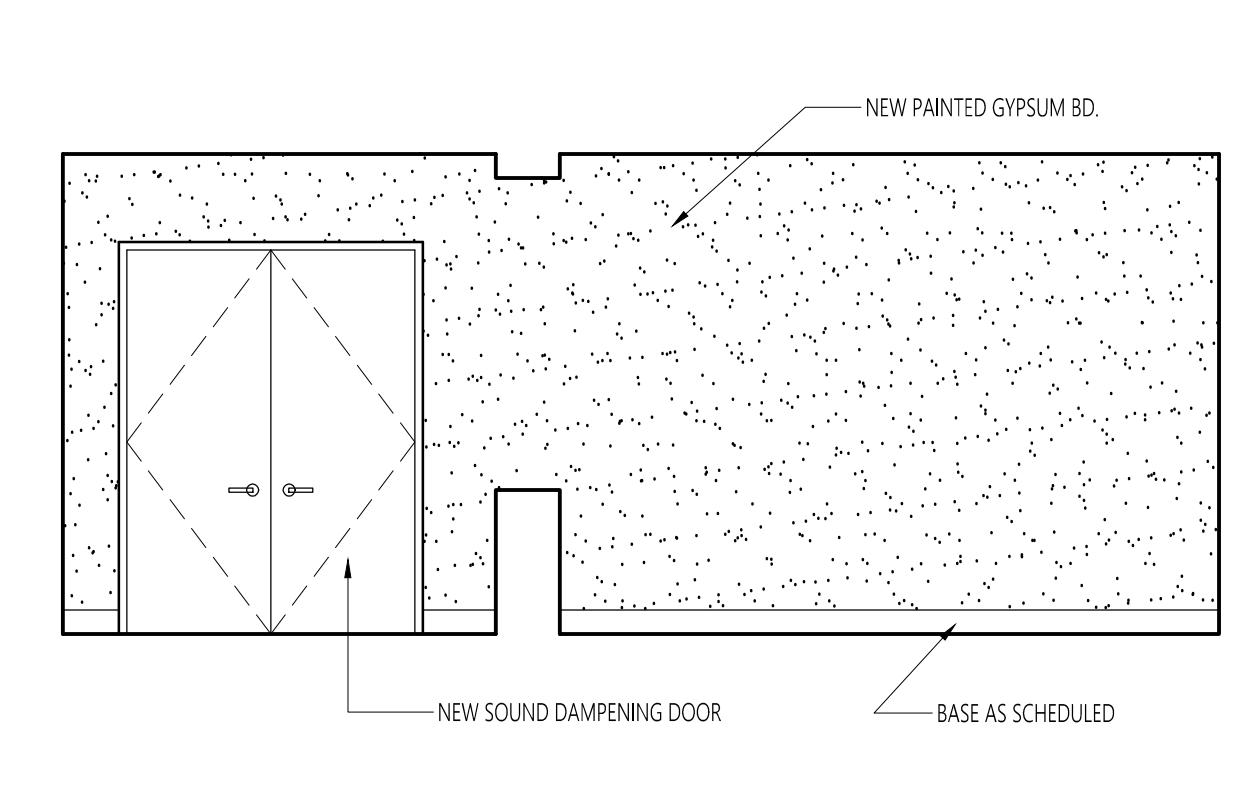 NEW PAINTED GYPSUM BD.
NEW SOUND DAMPENING DOOR
BASE AS SCHEDULED